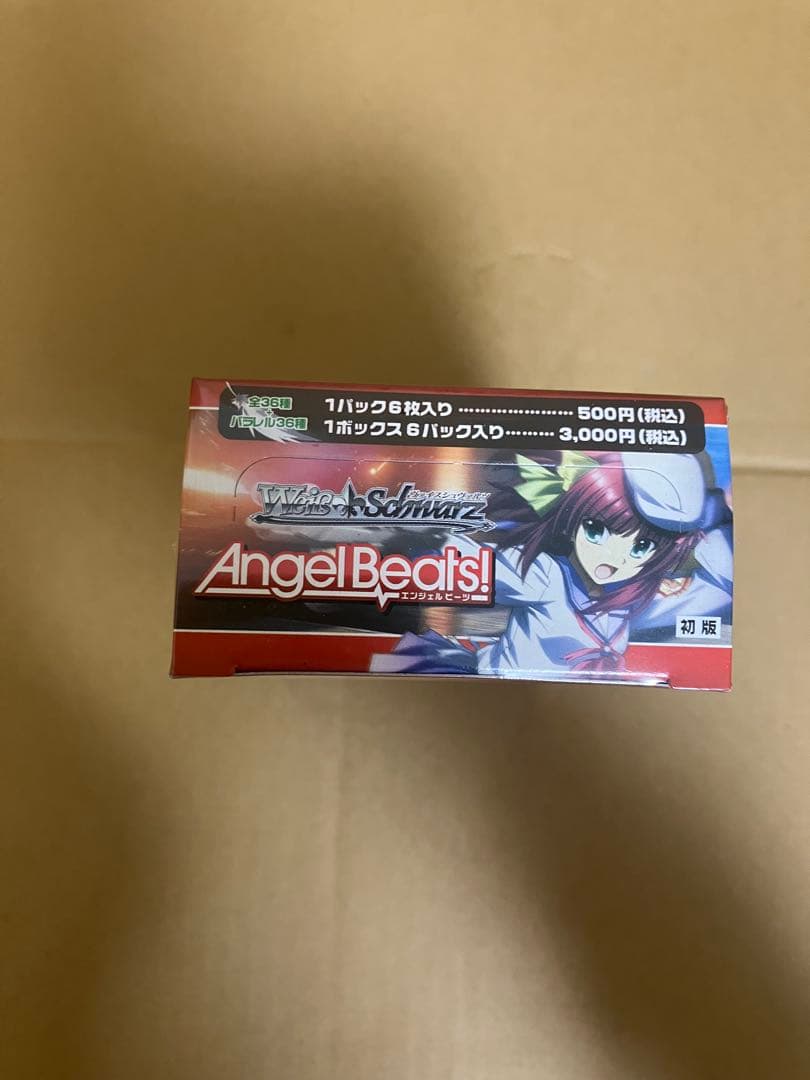 全36種
+
パラレル36種
1パック6枚入り …………………… 500円(税込)
1ボックス6パック入り ……… 3,000円(税込)
ヴァイスシュヴァルツ
Weiß Schwarz
Angel Beats!
エンジェルビーツ
初版